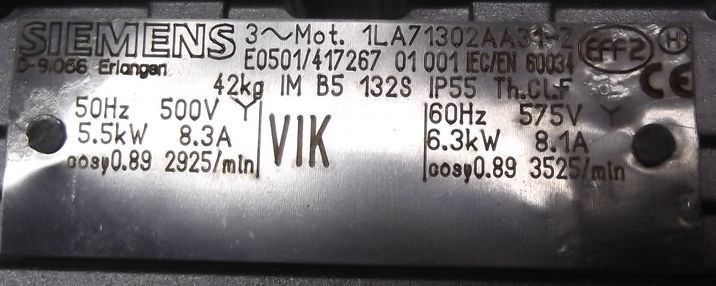 SIEMENS 3~Mot. 1LA71302AA31-Z EFF2 H
D-91056 Erlangen E0501/417267 01 001 IEC/EN 60034 CE
42kg IM B5 132S IP55 Th.Cl.F
50Hz 500V Y VIK 60Hz 575V Y
5.5kW 8.3A 6.3kW 8.1A
cosφ0.89 2925/min cosφ0.89 3525/min